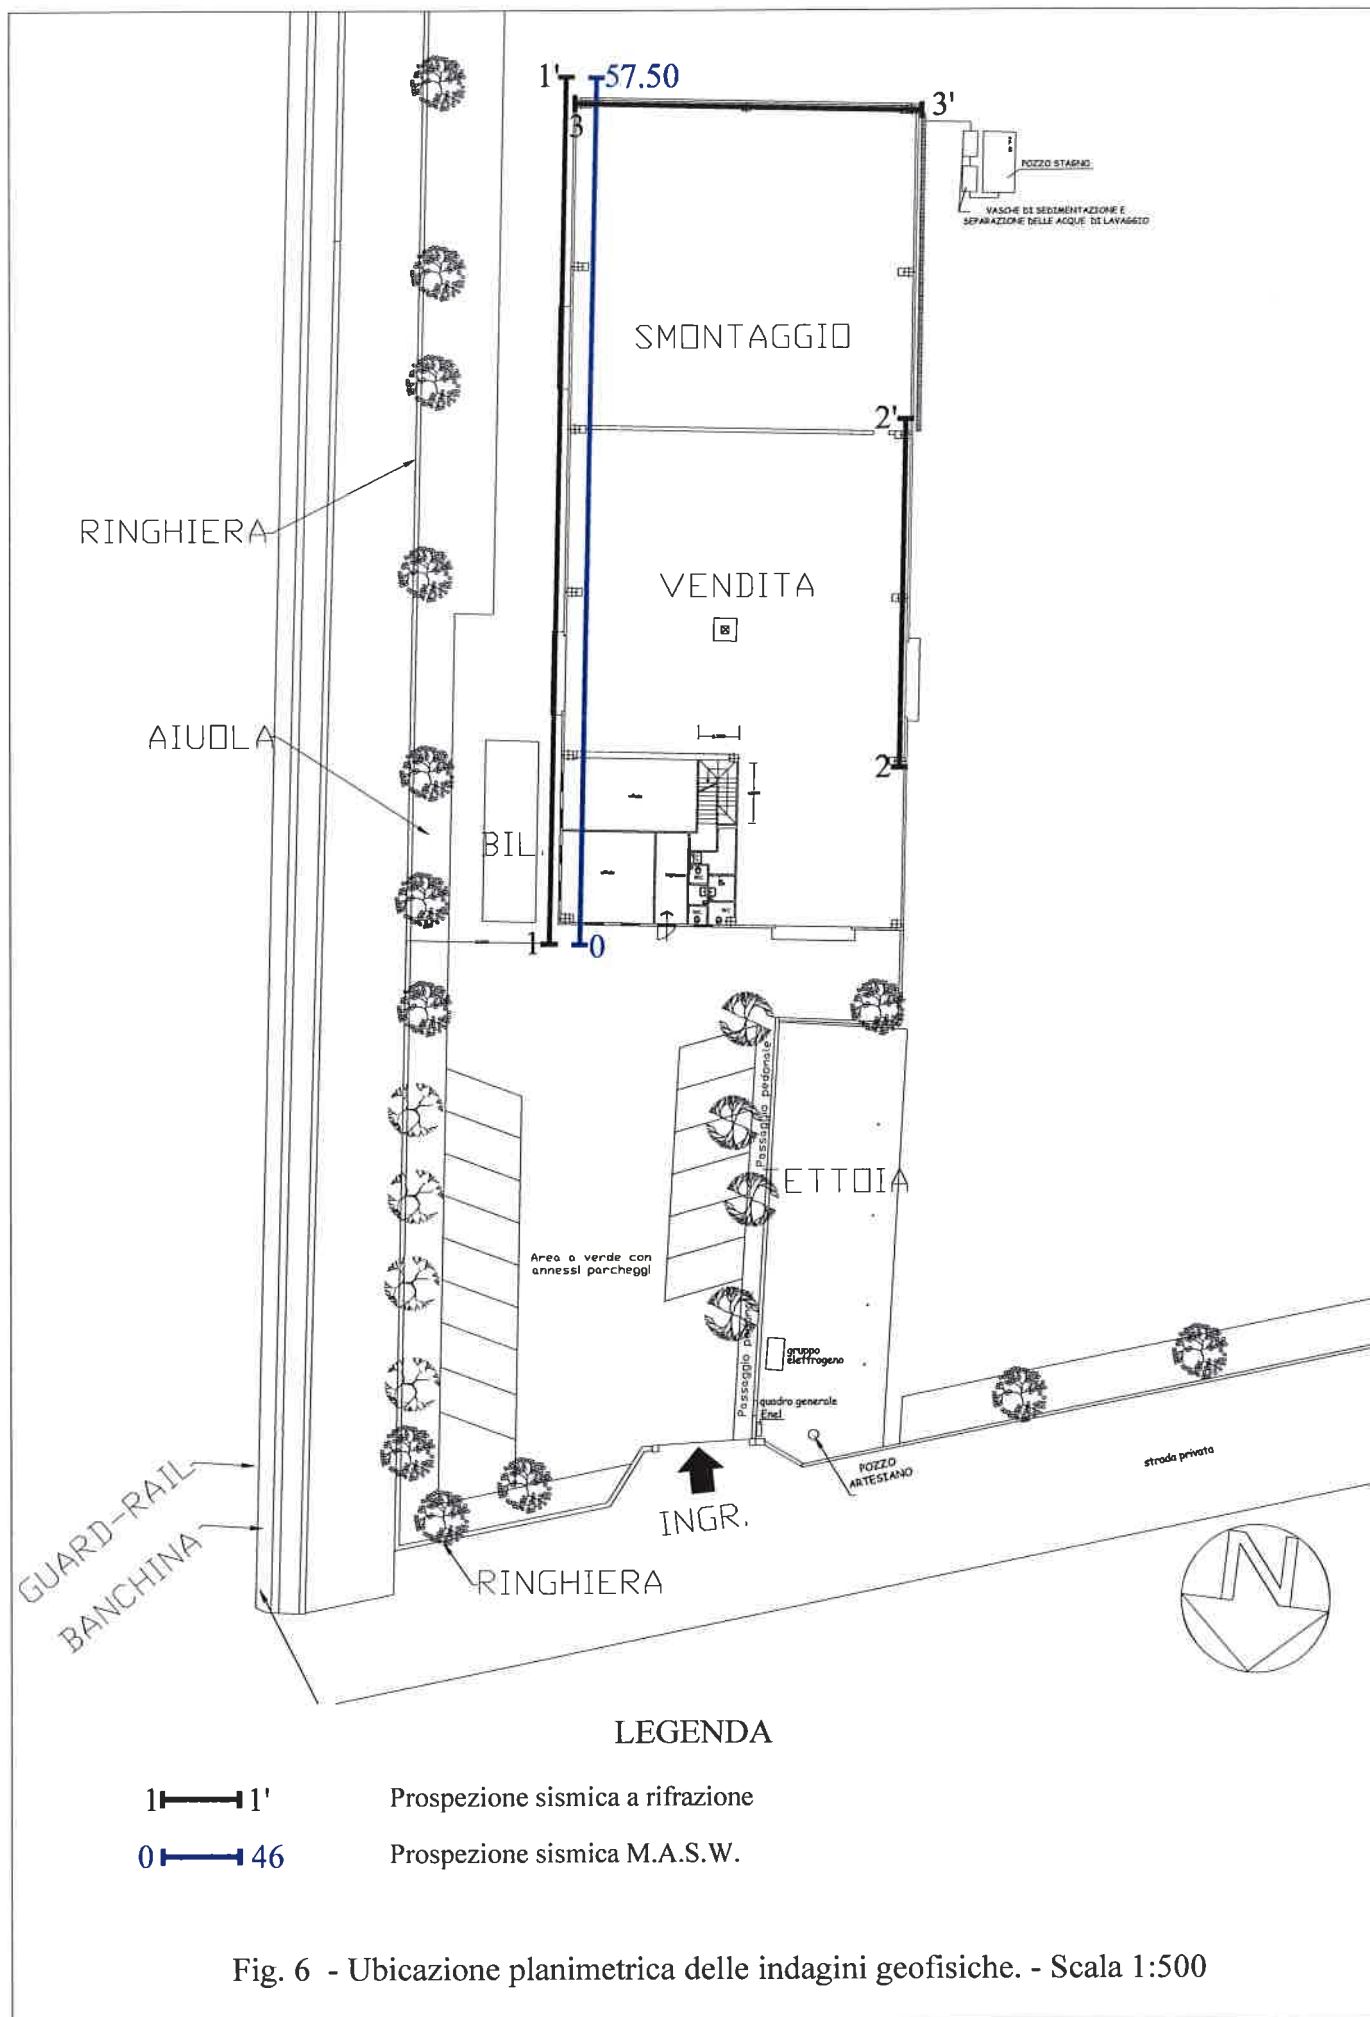 1'
57.50
3'
3
POZZO STAGNO
VASCHE DI SEDIMENTAZIONE E
SEPARAZIONE DELLE ACQUE DI LAVAGGIO
SMONTAGGIO
2'
RINGHIERA
VENDITA
AIUOLA
2
BIL.
1
0
Passaggio pedonale
TETTOIA
Area a verde con
annessi parcheggi
gruppo
elettrogeno
quadro generale
Enel
POZZO
ARTESIANO
strada privata
GUARD-RAIL
BANCHINA
INGR.
RINGHIERA
N
LEGENDA
1 1' Prospezione sismica a rifrazione
0 46 Prospezione sismica M.A.S.W.
Fig. 6 - Ubicazione planimetrica delle indagini geofisiche. - Scala 1:500